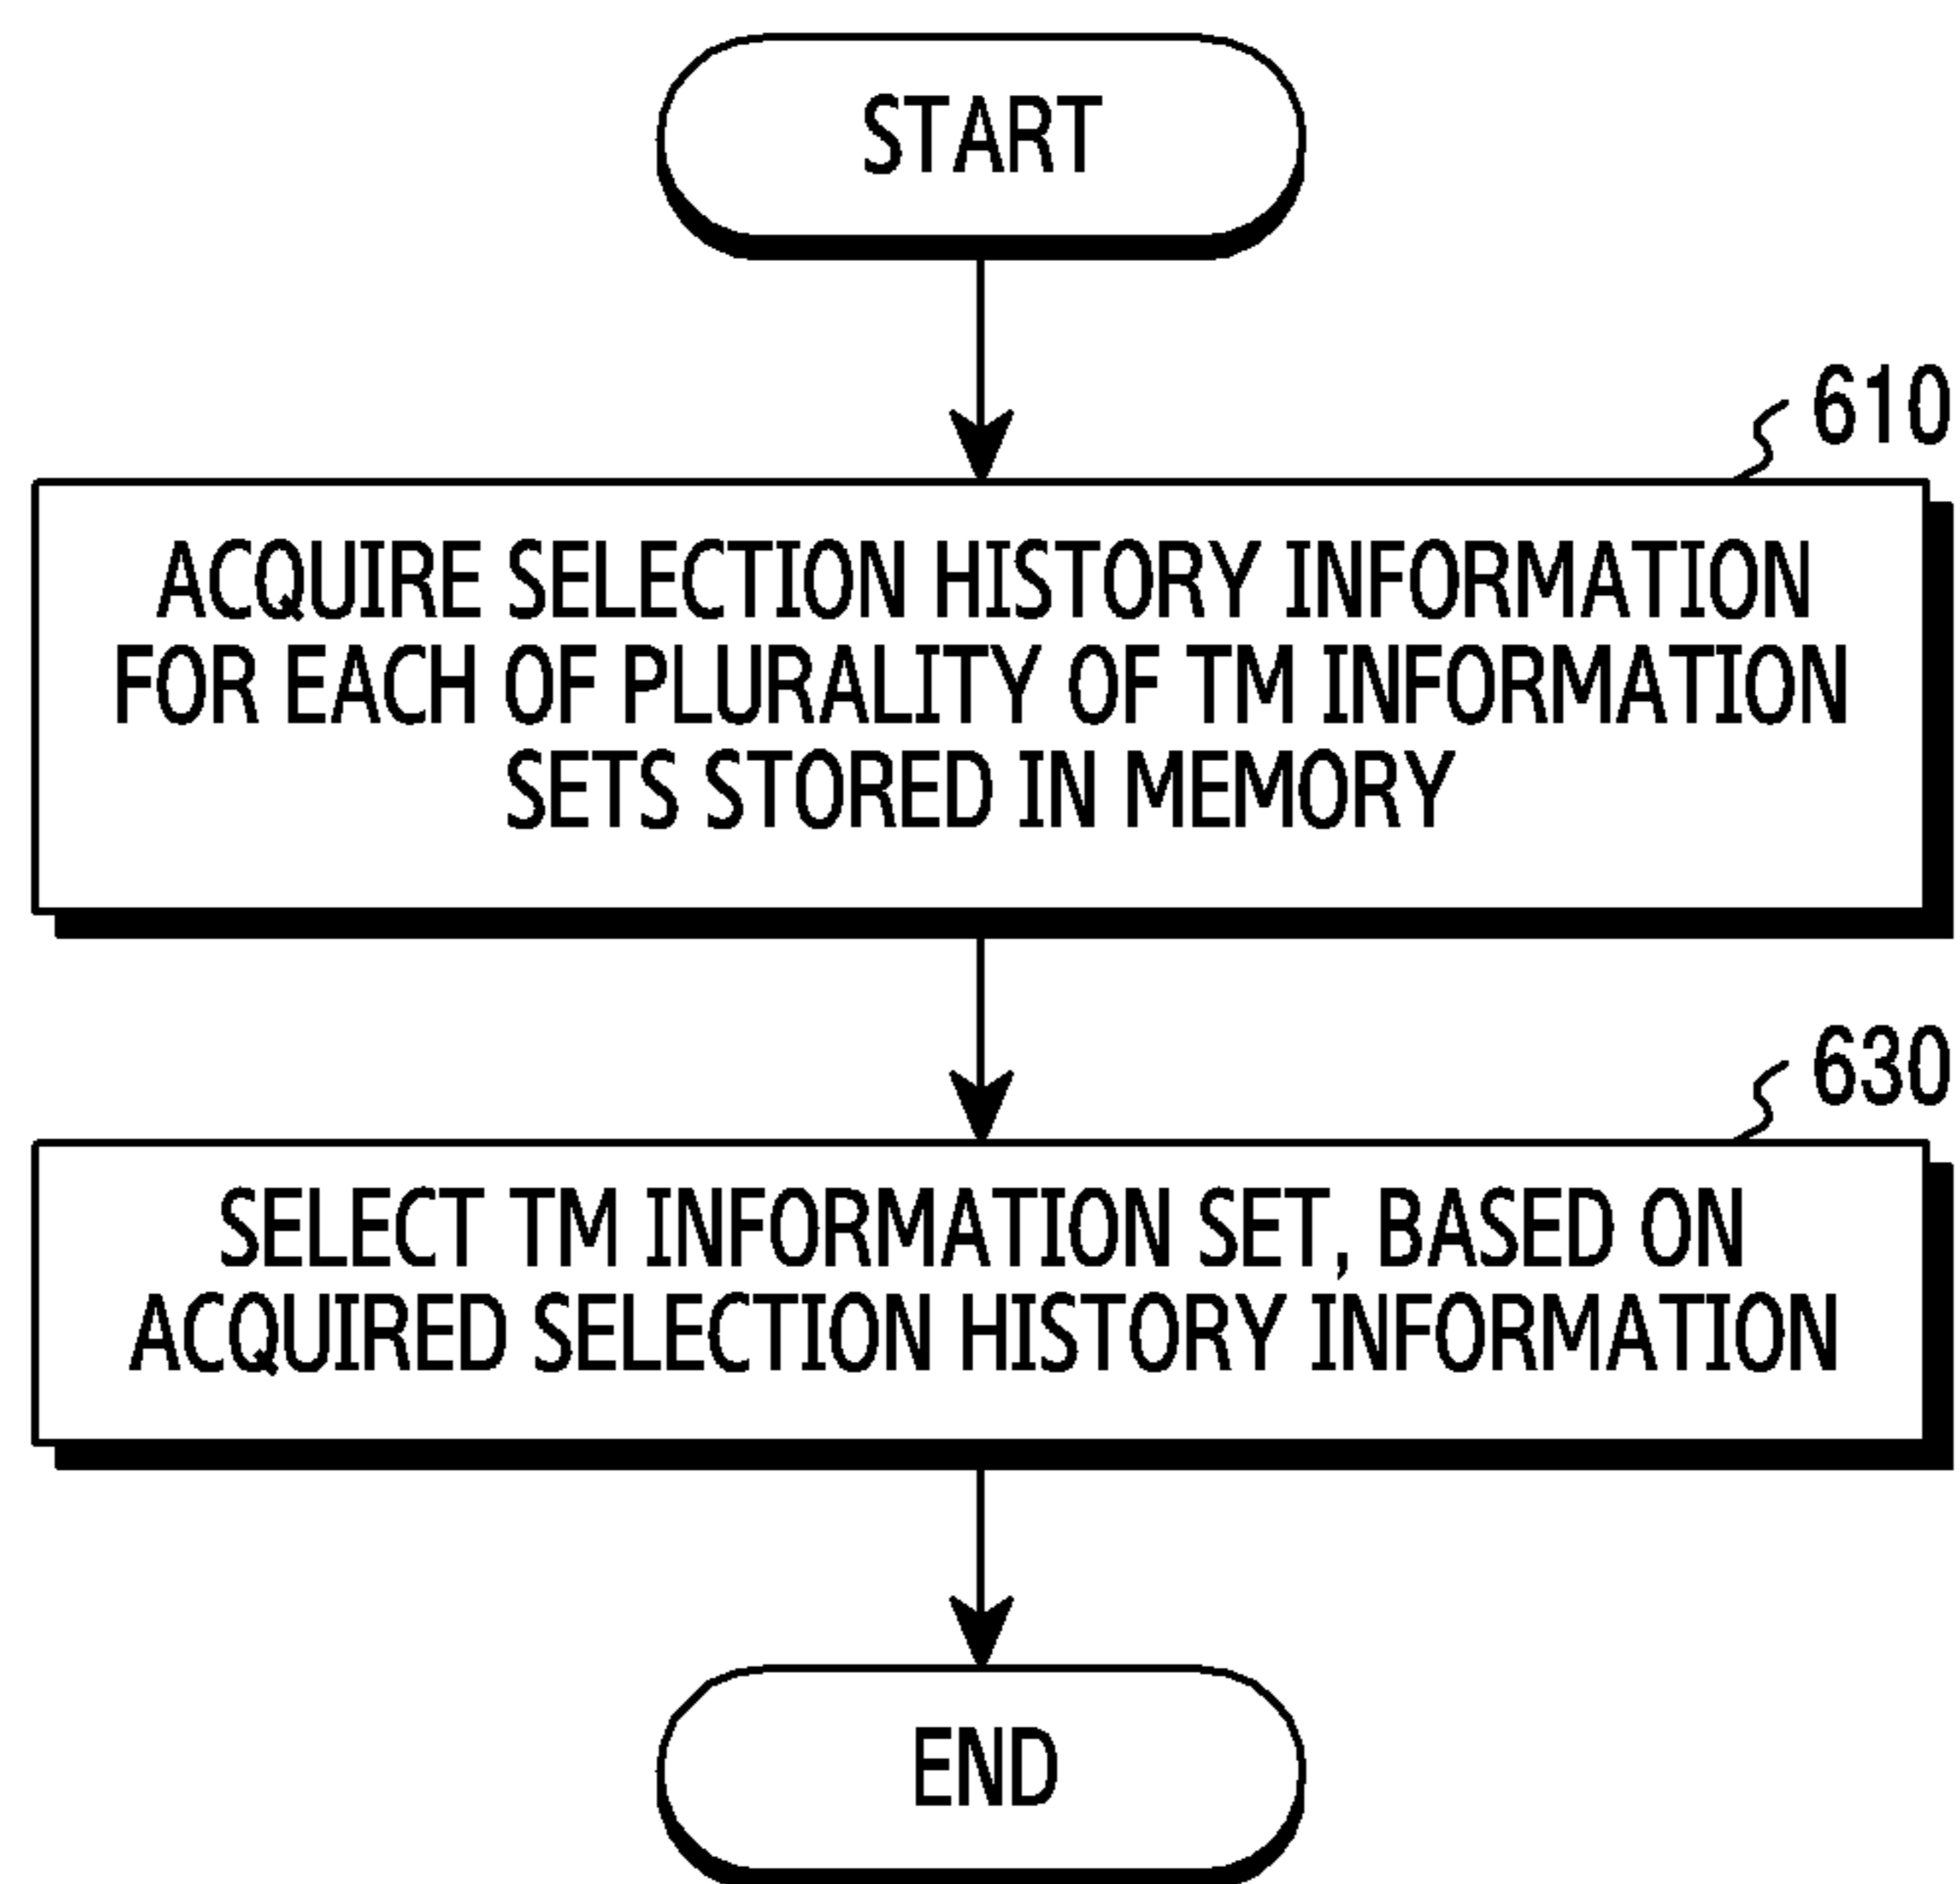 START
610
ACQUIRE SELECTION HISTORY INFORMATION
FOR EACH OF PLURALITY OF TM INFORMATION
SETS STORED IN MEMORY
630
SELECT TM INFORMATION SET, BASED ON
ACQUIRED SELECTION HISTORY INFORMATION
END